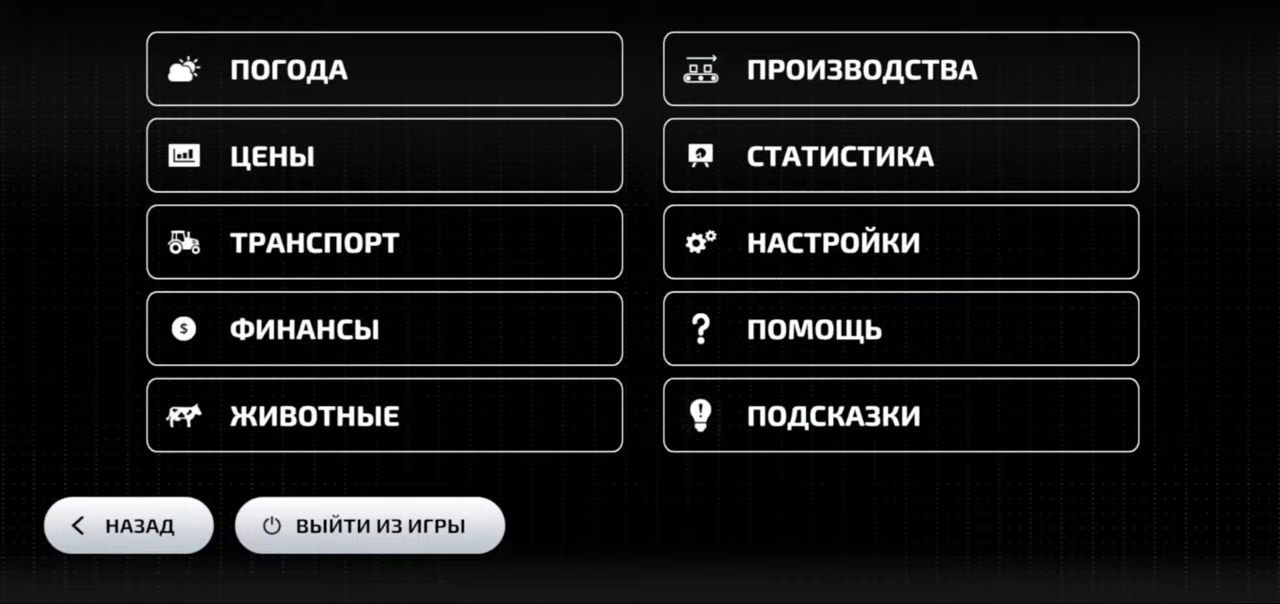 ПОГОДА
ПРОИЗВОДСТВА
ЦЕНЫ
СТАТИСТИКА
ТРАНСПОРТ
НАСТРОЙКИ
ФИНАНСЫ
ПОМОЩЬ
ЖИВОТНЫЕ
ПОДСКАЗКИ
НАЗАД
ВЫЙТИ ИЗ ИГРЫ